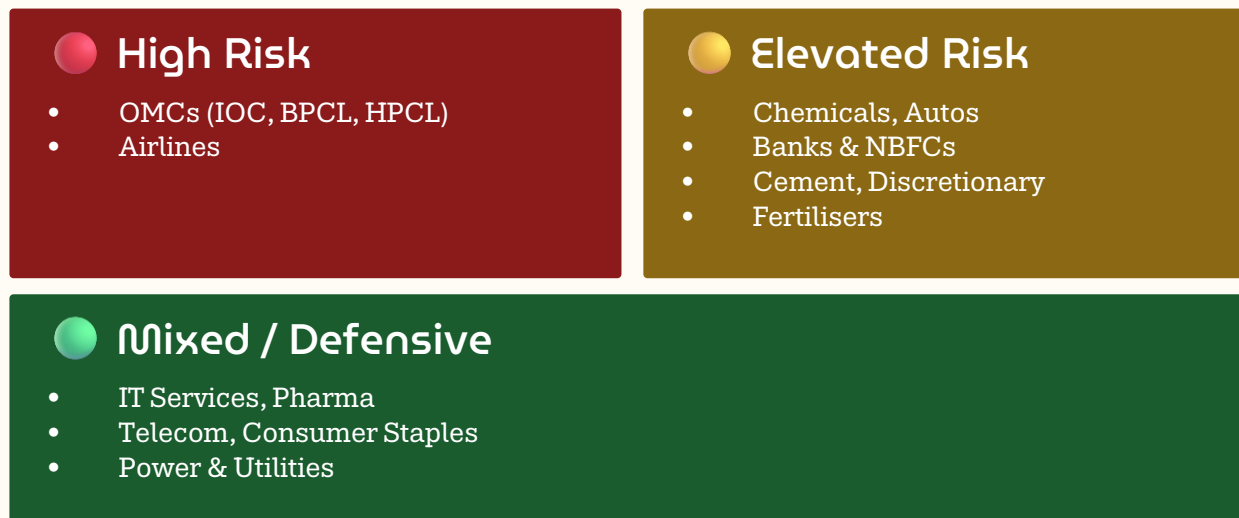 High Risk
• OMCs (IOC, BPCL, HPCL)
• Airlines
Elevated Risk
• Chemicals, Autos
• Banks & NBFCs
• Cement, Discretionary
• Fertilisers
Mixed / Defensive
• IT Services, Pharma
• Telecom, Consumer Staples
• Power & Utilities